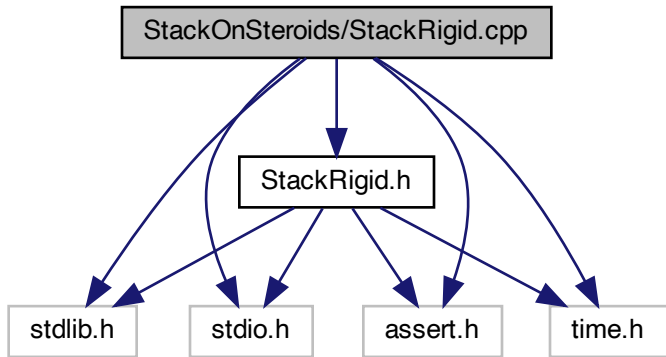 StackOnSteroids/StackRigid.cpp
StackRigid.h
stdlib.h
stdio.h
assert.h
time.h